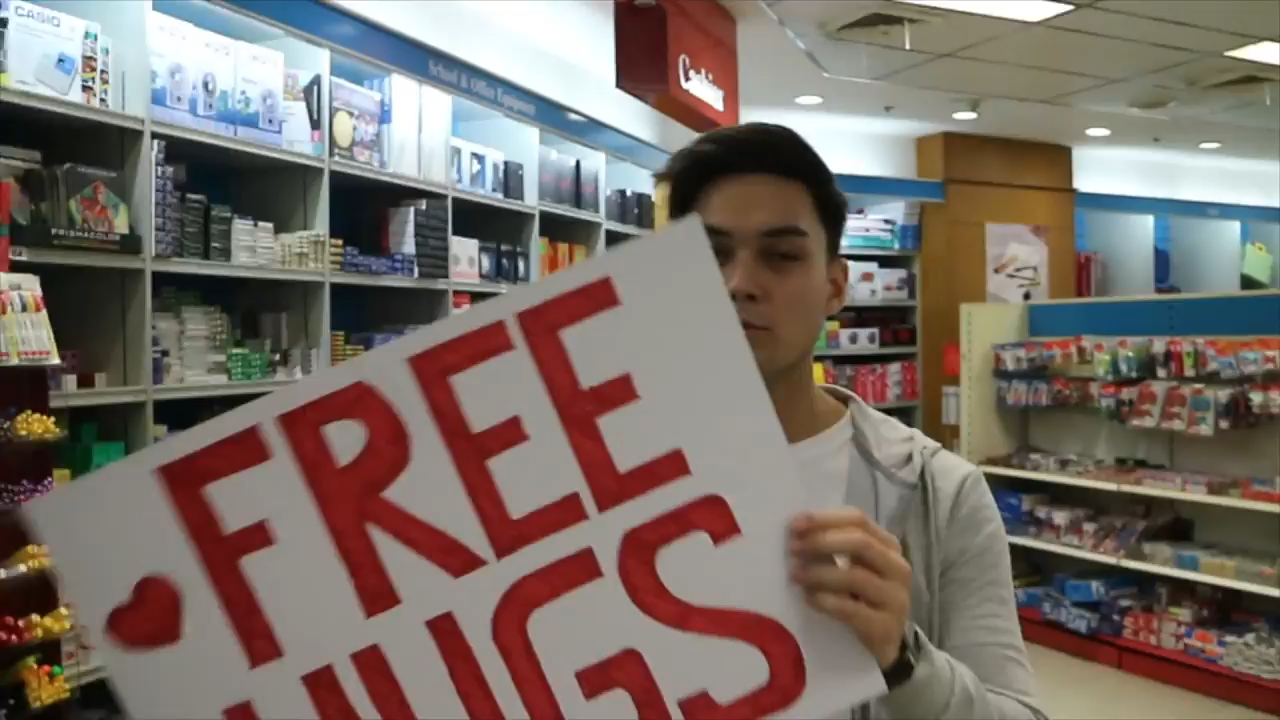 CASIO
School & Office Equipment
Cashier
PRISMACOLOR
FREE
HUGS